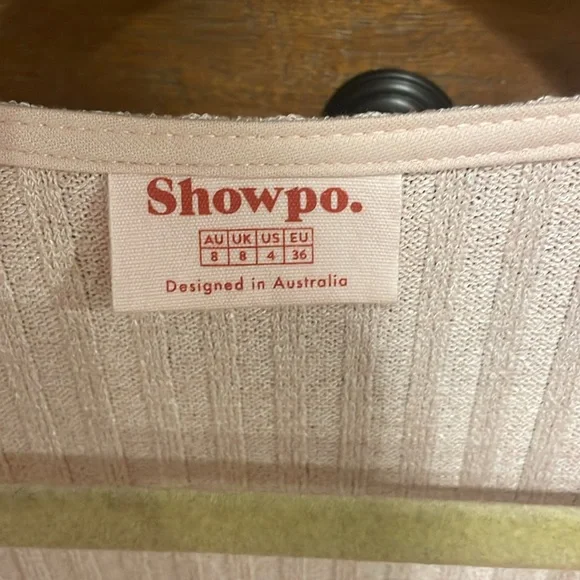 Showpo.
AU UK US EU
8 8 4 36
Designed in Australia